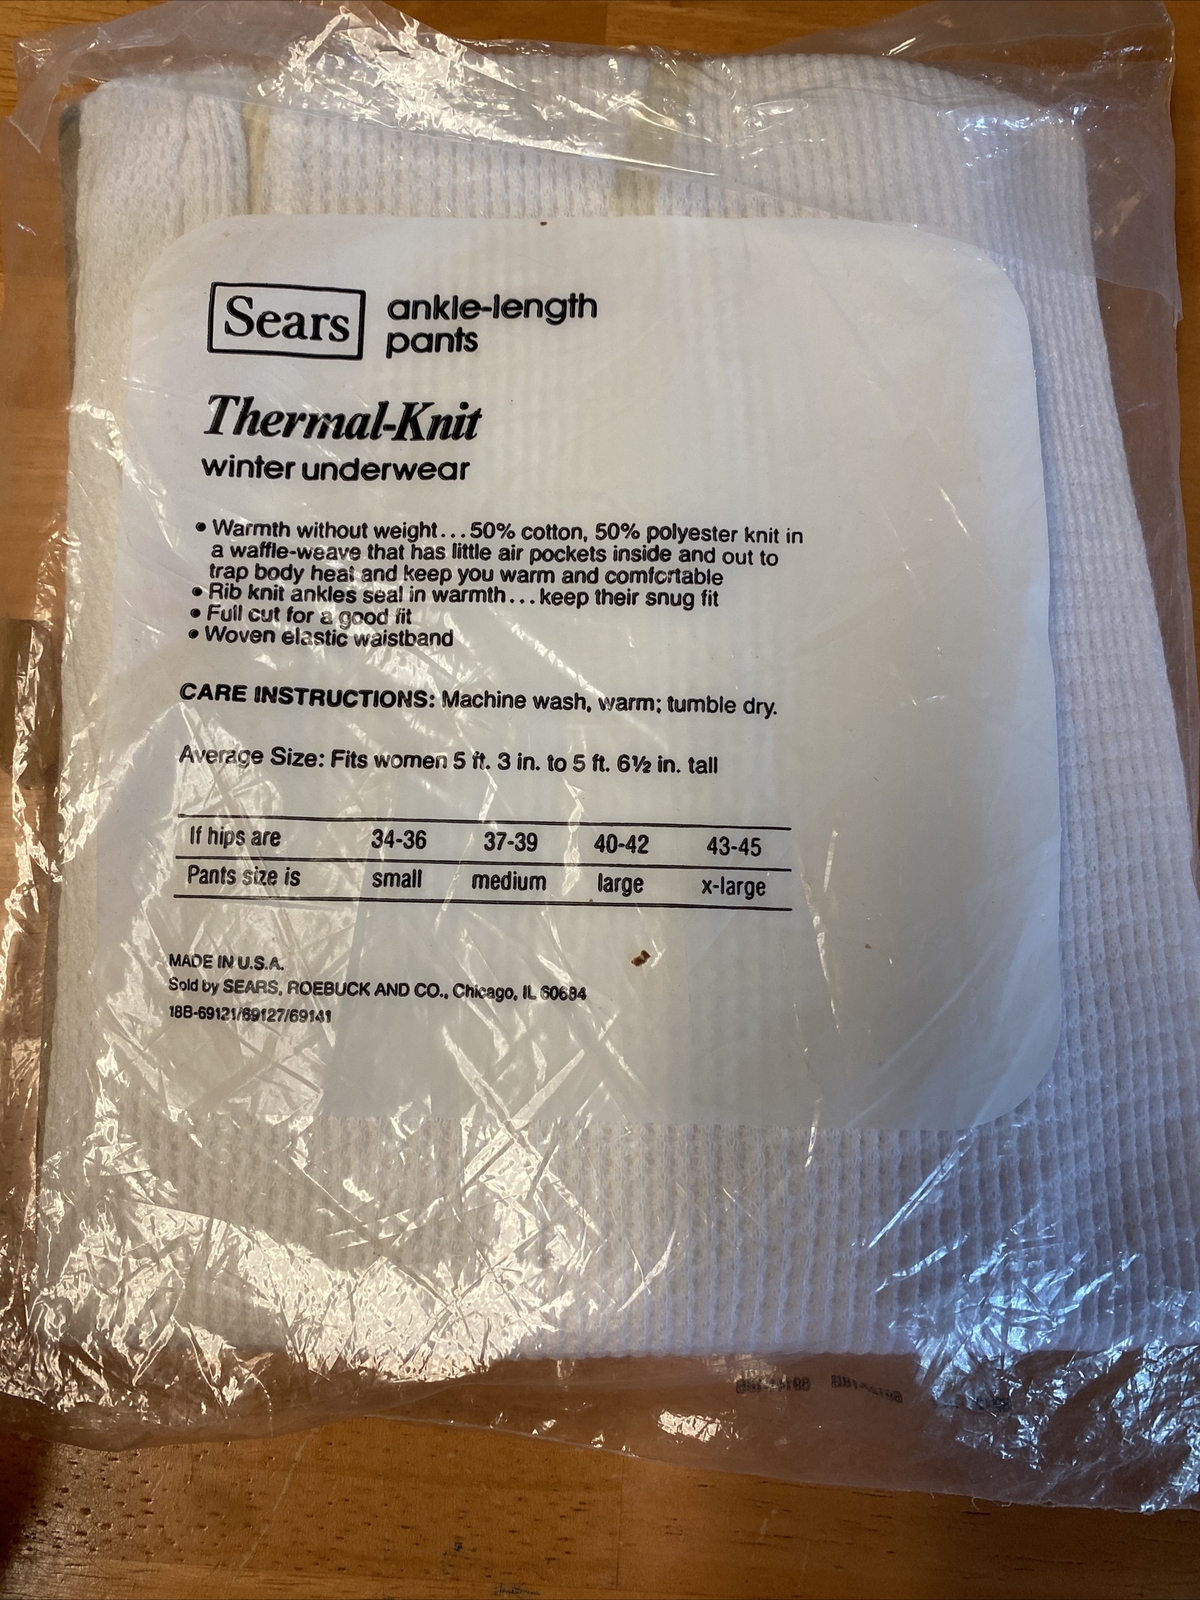 Sears
ankle-length
pants
Thermal-Knit
winter underwear
• Warmth without weight...50% cotton, 50% polyester knit in
a waffle-weave that has little air pockets inside and out to
trap body heat and keep you warm and comfortable
• Rib knit ankles seal in warmth...keep their snug fit
• Full cut for a good fit
• Woven elastic waistband
CARE INSTRUCTIONS: Machine wash, warm; tumble dry.
Average Size: Fits women 5 ft. 3 in. to 5 ft. 6½ in. tall
If hips are 34-36 37-39 40-42 43-45
Pants size is small medium large x-large
MADE IN U.S.A.
Sold by SEARS, ROEBUCK AND CO., Chicago, IL 60684
18B-69121/69127/69141